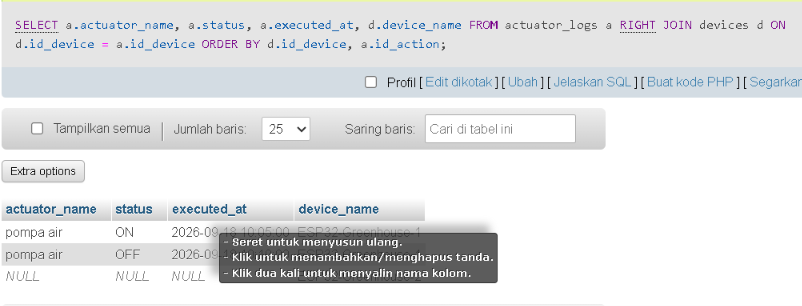 SELECT a.actuator_name, a.status, a.executed_at, d.device_name FROM actuator_logs a RIGHT JOIN devices d ON
d.id_device = a.id_device ORDER BY d.id_device, a.id_action;
Profil [ Edit dikotak ] [ Ubah ] [ Jelaskan SQL ] [ Buat kode PHP ] [ Segarkan
Tampilkan semua | Jumlah baris: 25 Saring baris: Cari di tabel ini
Extra options
actuator_name status executed_at device_name
pompa air ON
pompa air OFF
NULL NULL NULL
- Seret untuk menyusun ulang.
- Klik untuk menambahkan/menghapus tanda.
- Klik dua kali untuk menyalin nama kolom.